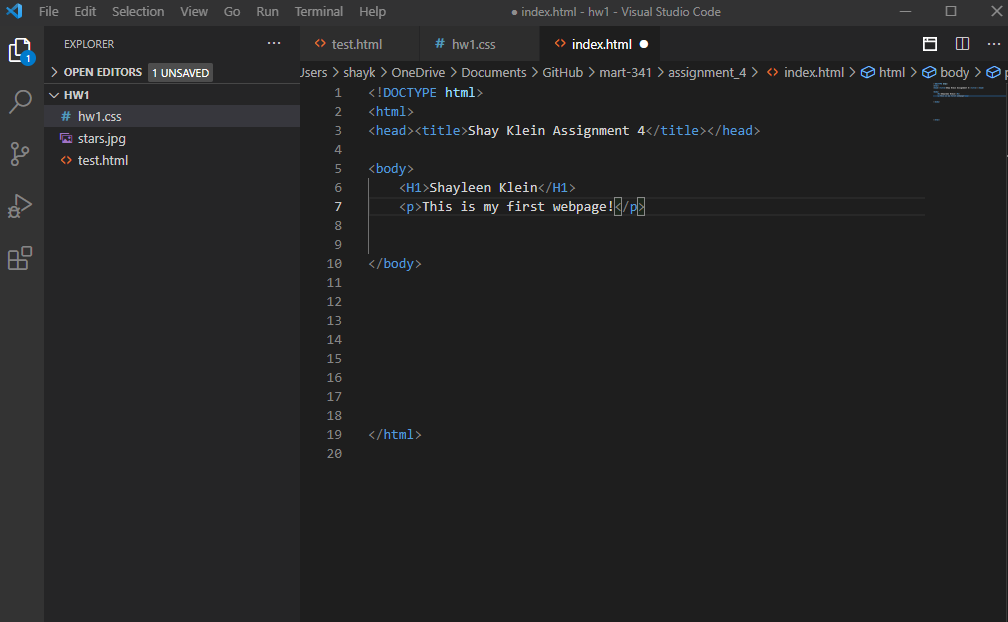 File Edit Selection View Go Run Terminal Help ● index.html - hw1 - Visual Studio Code
EXPLORER ··· test.html # hw1.css index.html ● ···
1
OPEN EDITORS 1 UNSAVED
Jsers > shayk > OneDrive > Documents > GitHub > mart-341 > assignment_4 > index.html > html > body > p
HW1
# hw1.css
stars.jpg
test.html
1 <!DOCTYPE html>
2 <html>
3 <head><title>Shay Klein Assignment 4</title></head>
4
5 <body>
6 <H1>Shayleen Klein</H1>
7 <p>This is my first webpage!</p>
8
9
10 </body>
11
12
13
14
15
16
17
18
19 </html>
20